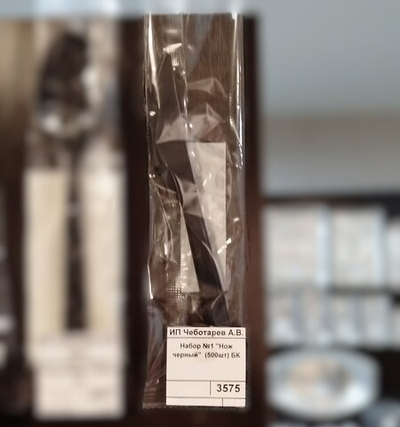 ИП Чеботарев А.В.
Набор №1 "Нож
черный" (500шт) БК
3575